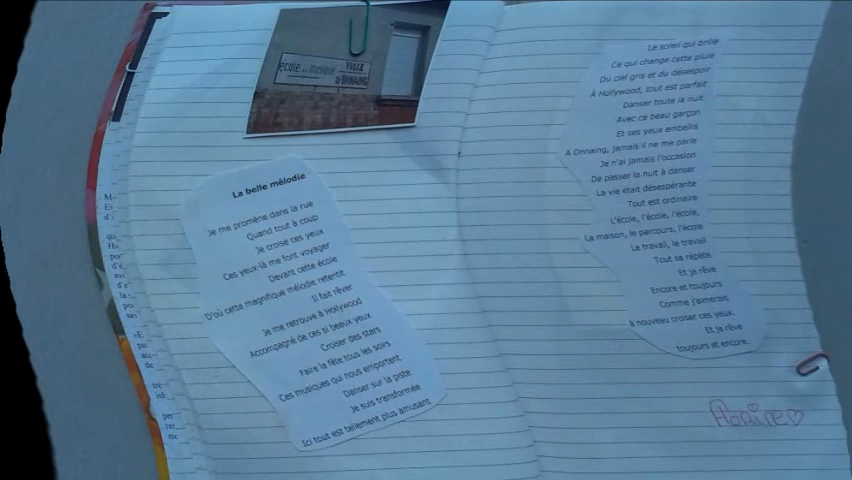 école de musique VILLE
D'ONNAING
La belle mélodie
Je me promène dans la rue
Quand tout à coup
Je croise ces yeux
Ces yeux-là me font voyager
Devant cette école
D'où cette magnifique mélodie retentit
Il fait rêver
Je me retrouve à Hollywood
Accompagné de ces si beaux yeux
Croiser des stars
Faire la fête tous les soirs
Ces musiques qui nous emportent
Danser sur la piste
Je suis transformée
Ici tout est tellement plus amusant
Le soleil qui brille
Ce qui change cette pluie
Du ciel gris et du désespoir
À Hollywood, tout est parfait
Danser toute la nuit
Avec ce beau garçon
Et ses yeux embellis
A Onnaing, jamais il ne me parle
Je n'ai jamais l'occasion
De passer la nuit à danser
La vie était désespérante
Tout est ordinaire
L'école, l'école, l'école,
La maison, le parcours, l'école
Le travail, le travail
Tout se répète
Et je rêve
Encore et toujours
Comme j'aimerais
à nouveau croiser ces yeux.
Et je rêve
toujours et encore.